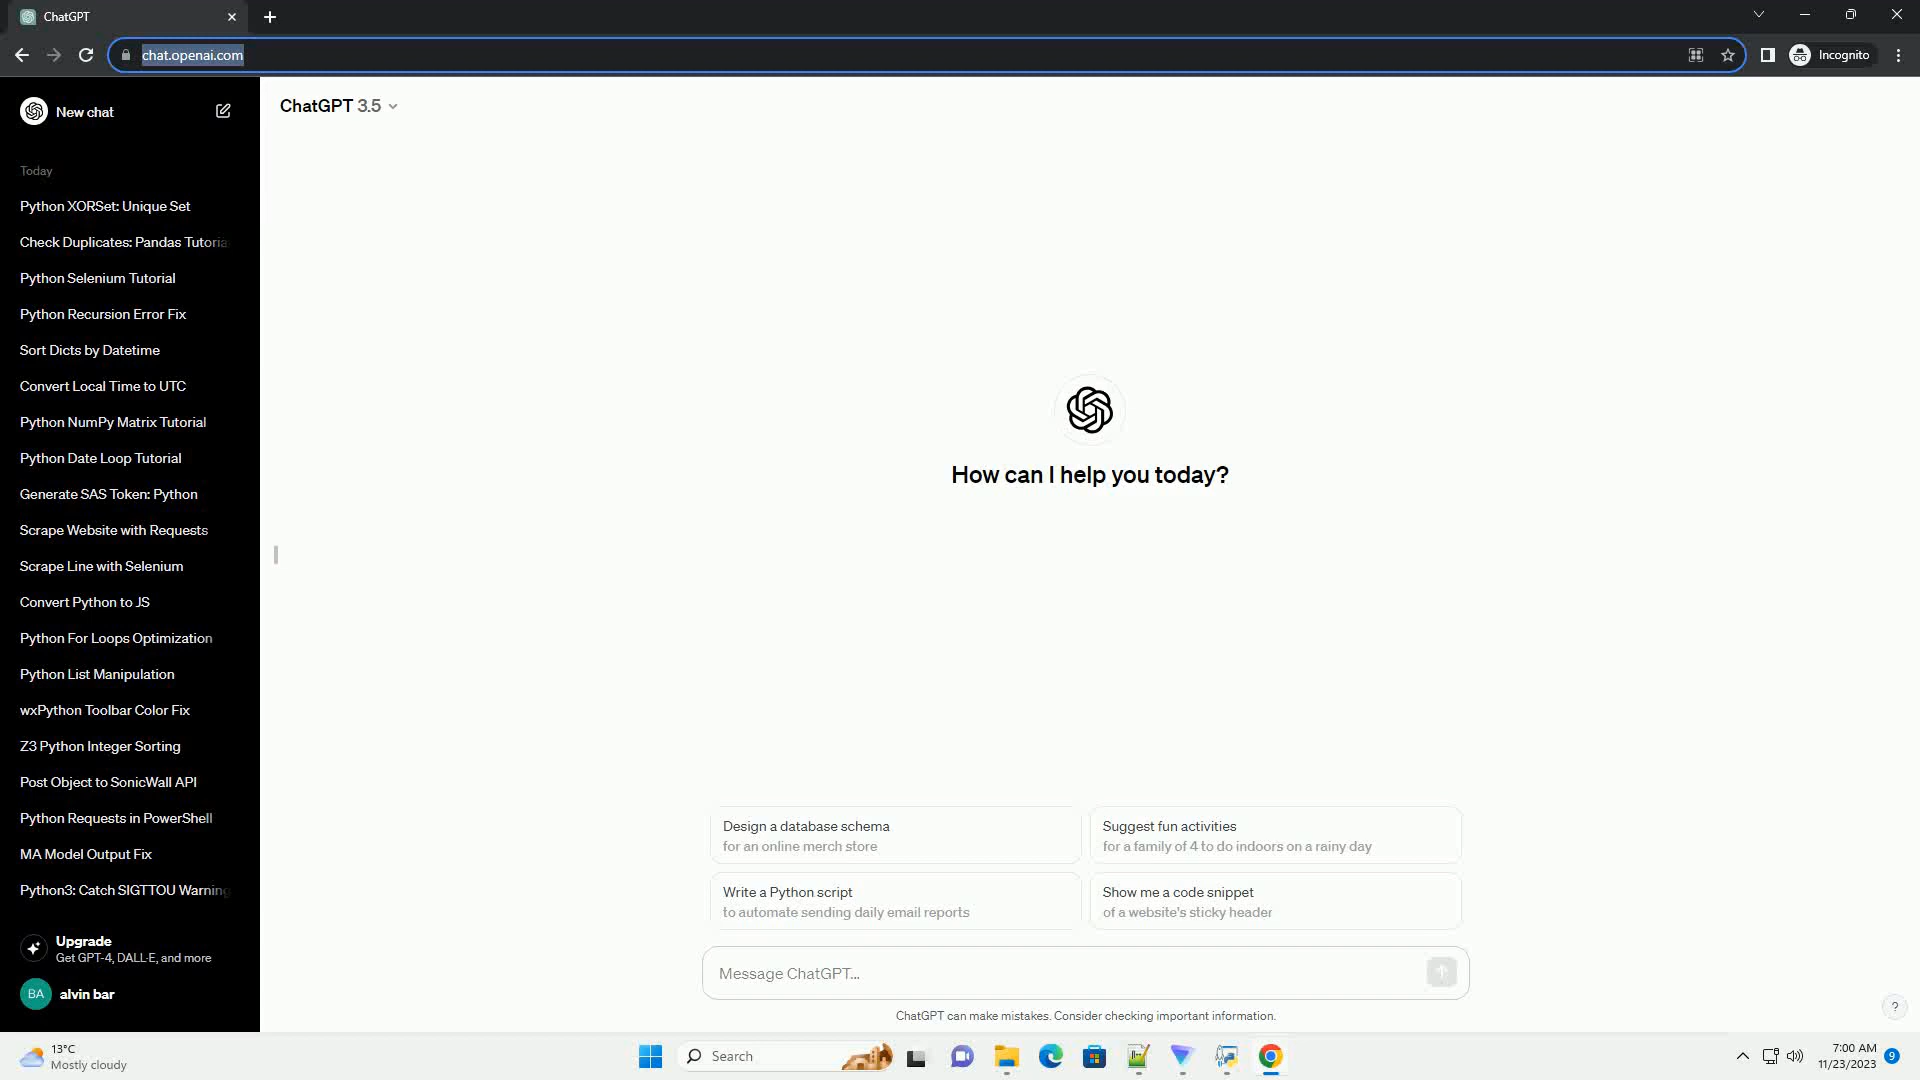 ChatGPT
chat.openai.com
Incognito
New chat
Today
Python XORSet: Unique Set
Check Duplicates: Pandas Tutoria
Python Selenium Tutorial
Python Recursion Error Fix
Sort Dicts by Datetime
Convert Local Time to UTC
Python NumPy Matrix Tutorial
Python Date Loop Tutorial
Generate SAS Token: Python
Scrape Website with Requests
Scrape Line with Selenium
Convert Python to JS
Python For Loops Optimization
Python List Manipulation
wxPython Toolbar Color Fix
Z3 Python Integer Sorting
Post Object to SonicWall API
Python Requests in PowerShell
MA Model Output Fix
Python3: Catch SIGTTOU Warning
Upgrade
Get GPT-4, DALL·E, and more
BA alvin bar
ChatGPT 3.5
How can I help you today?
Design a database schema
for an online merch store
Suggest fun activities
for a family of 4 to do indoors on a rainy day
Write a Python script
to automate sending daily email reports
Show me a code snippet
of a website's sticky header
Message ChatGPT...
ChatGPT can make mistakes. Consider checking important information.
?
13°C
Mostly cloudy
Search
7:00 AM
11/23/2023
9